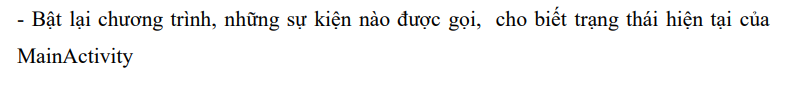 - Bật lại chương trình, những sự kiện nào được gọi,  cho biết trạng thái hiện tại của
MainActivity